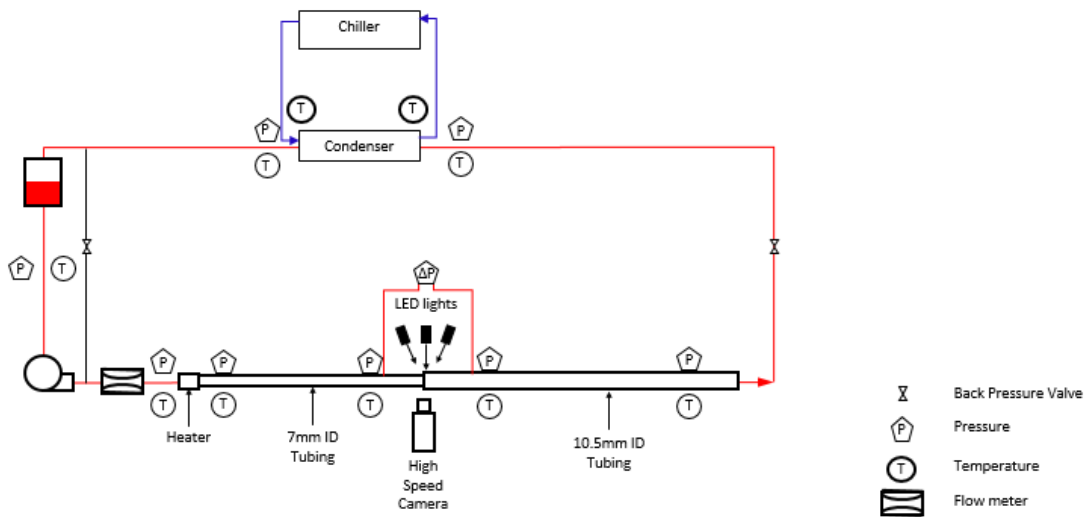 Chiller
T
T
P
P
Condenser
T
T
P
T
ΔP
LED lights
P
P
P
P
P
T
T
T
T
T
Heater
7mm ID
Tubing
High
Speed
Camera
10.5mm ID
Tubing
Back Pressure Valve
P
Pressure
T
Temperature
Flow meter